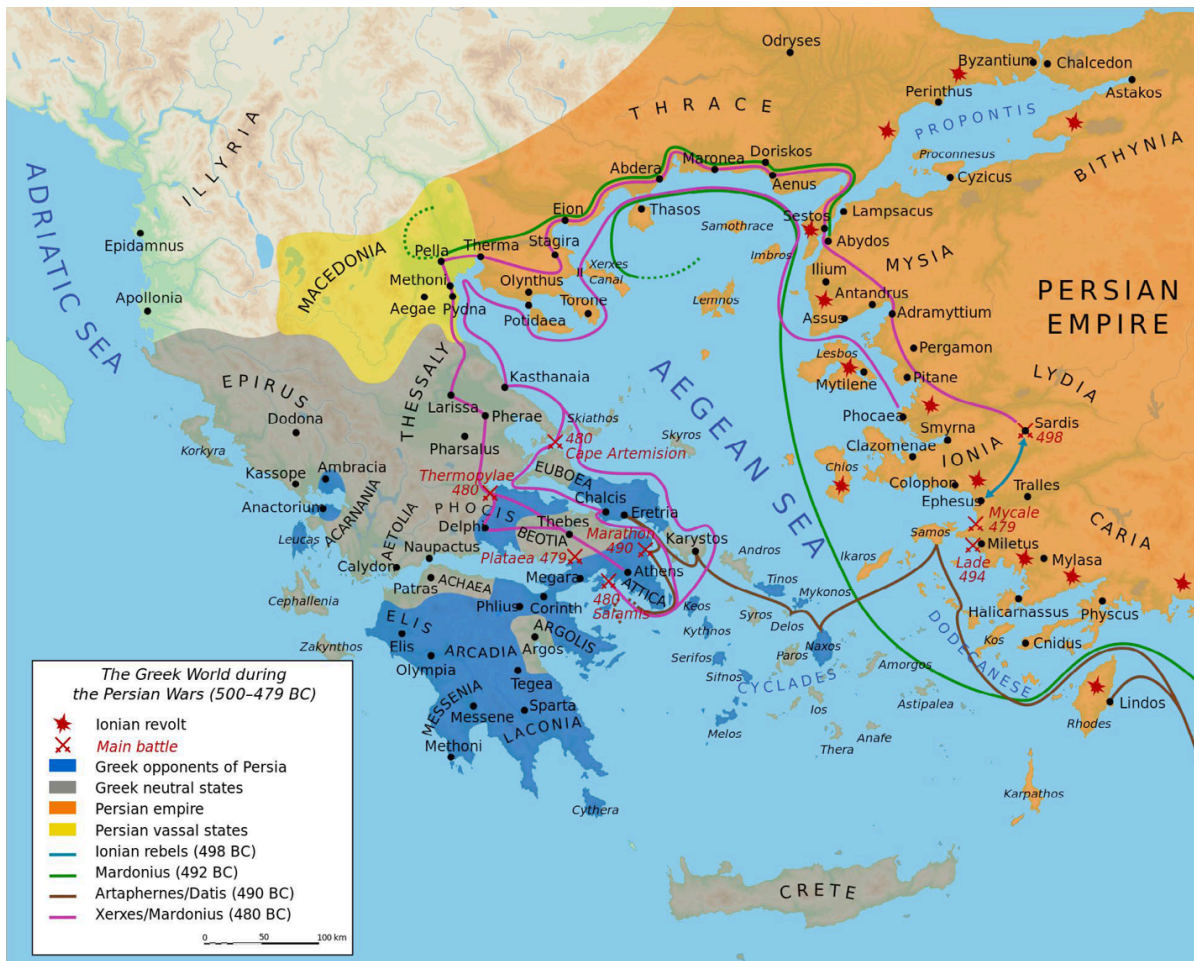 Odryses
Byzantium
Chalcedon
Astakos
Perinthus
THRACE
PROPONTIS
BITHYNIA
Proconnesus
Cyzicus
ILLYRIA
ADRIATIC SEA
Abdera
Maronea
Doriskos
Aenus
Eion
Thasos
Samothrace
Sestos
Lampsacus
Abydos
Imbros
MYSIA
Epidamnus
Apollonia
MACEDONIA
Pella
Therma
Stagira
Xerxes
Canal
Methoni
Aegae
Pydna
Olynthus
Potidaea
Torone
Lemnos
Ilium
Antandrus
Assus
Adramyttium
PERSIAN
EMPIRE
Pergamon
Lesbos
Mytilene
Pitane
LYDIA
AEGEAN SEA
EPIRUS
Dodona
THESSALY
Larissa
Kasthanaia
Pherae
Pharsalus
Skiathos
Skyros
Korkyra
480
Cape Artemision
Phocaea
Smyrna
Sardis
498
Clazomenae
IONIA
Chios
Colophon
Ephesus
Tralles
Kassope
Ambracia
Anactorium
ACARNANIA
Leucas
AETOLIA
Thermopylae
480
EUBOEA
PHOCIS
Delphi
Chalcis
Eretria
Thebes
BEOTIA
Marathon
490
Karystos
Plataea 479
Naupactus
Calydon
Patras
ACHAEA
Megara
Athens
ATTICA
480
Salamis
Mycale
479
Samos
Miletus
Lade
494
Mylasa
CARIA
Ikaros
Andros
Tinos
Mykonos
Syros
Delos
Keos
Kythnos
Serifos
Sifnos
Paros
Naxos
Halicarnassus
Physcus
Kos
Cnidus
DODECANESE
Cephallenia
Zakynthos
ELIS
Elis
Olympia
Phlius
Corinth
ARGOLIS
Argos
ARCADIA
Tegea
MESSENIA
Messene
Sparta
LACONIA
Methoni
Cythera
CYCLADES
Amorgos
Astipalea
Ios
Melos
Thera
Anafe
Lindos
Rhodes
Karpathos
CRETE
The Greek World during
the Persian Wars (500–479 BC)
Ionian revolt
Main battle
Greek opponents of Persia
Greek neutral states
Persian empire
Persian vassal states
Ionian rebels (498 BC)
Mardonius (492 BC)
Artaphernes/Datis (490 BC)
Xerxes/Mardonius (480 BC)
0 50 100 km